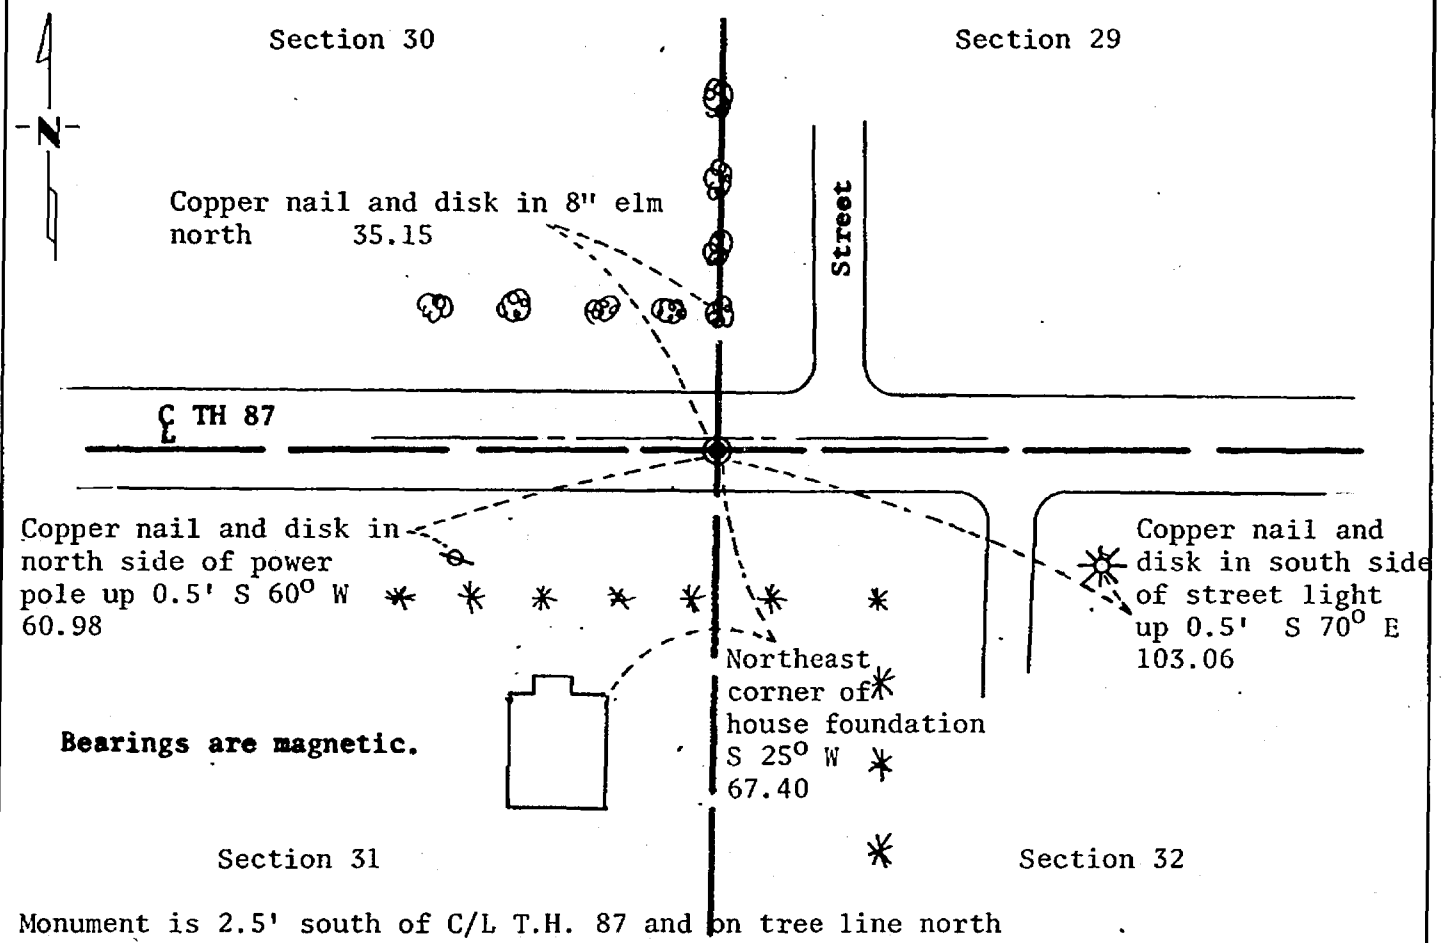 Section 30
Section 29
N
Copper nail and disk in 8" elm
north 35.15
Street
CL TH 87
Copper nail and disk in
north side of power
pole up 0.5' S 60° W
60.98
Copper nail and
disk in south side
of street light
up 0.5' S 70° E
103.06
Northeast
corner of
house foundation
S 25° W
67.40
Bearings are magnetic.
Section 31
Section 32
Monument is 2.5' south of C/L T.H. 87 and on tree line north